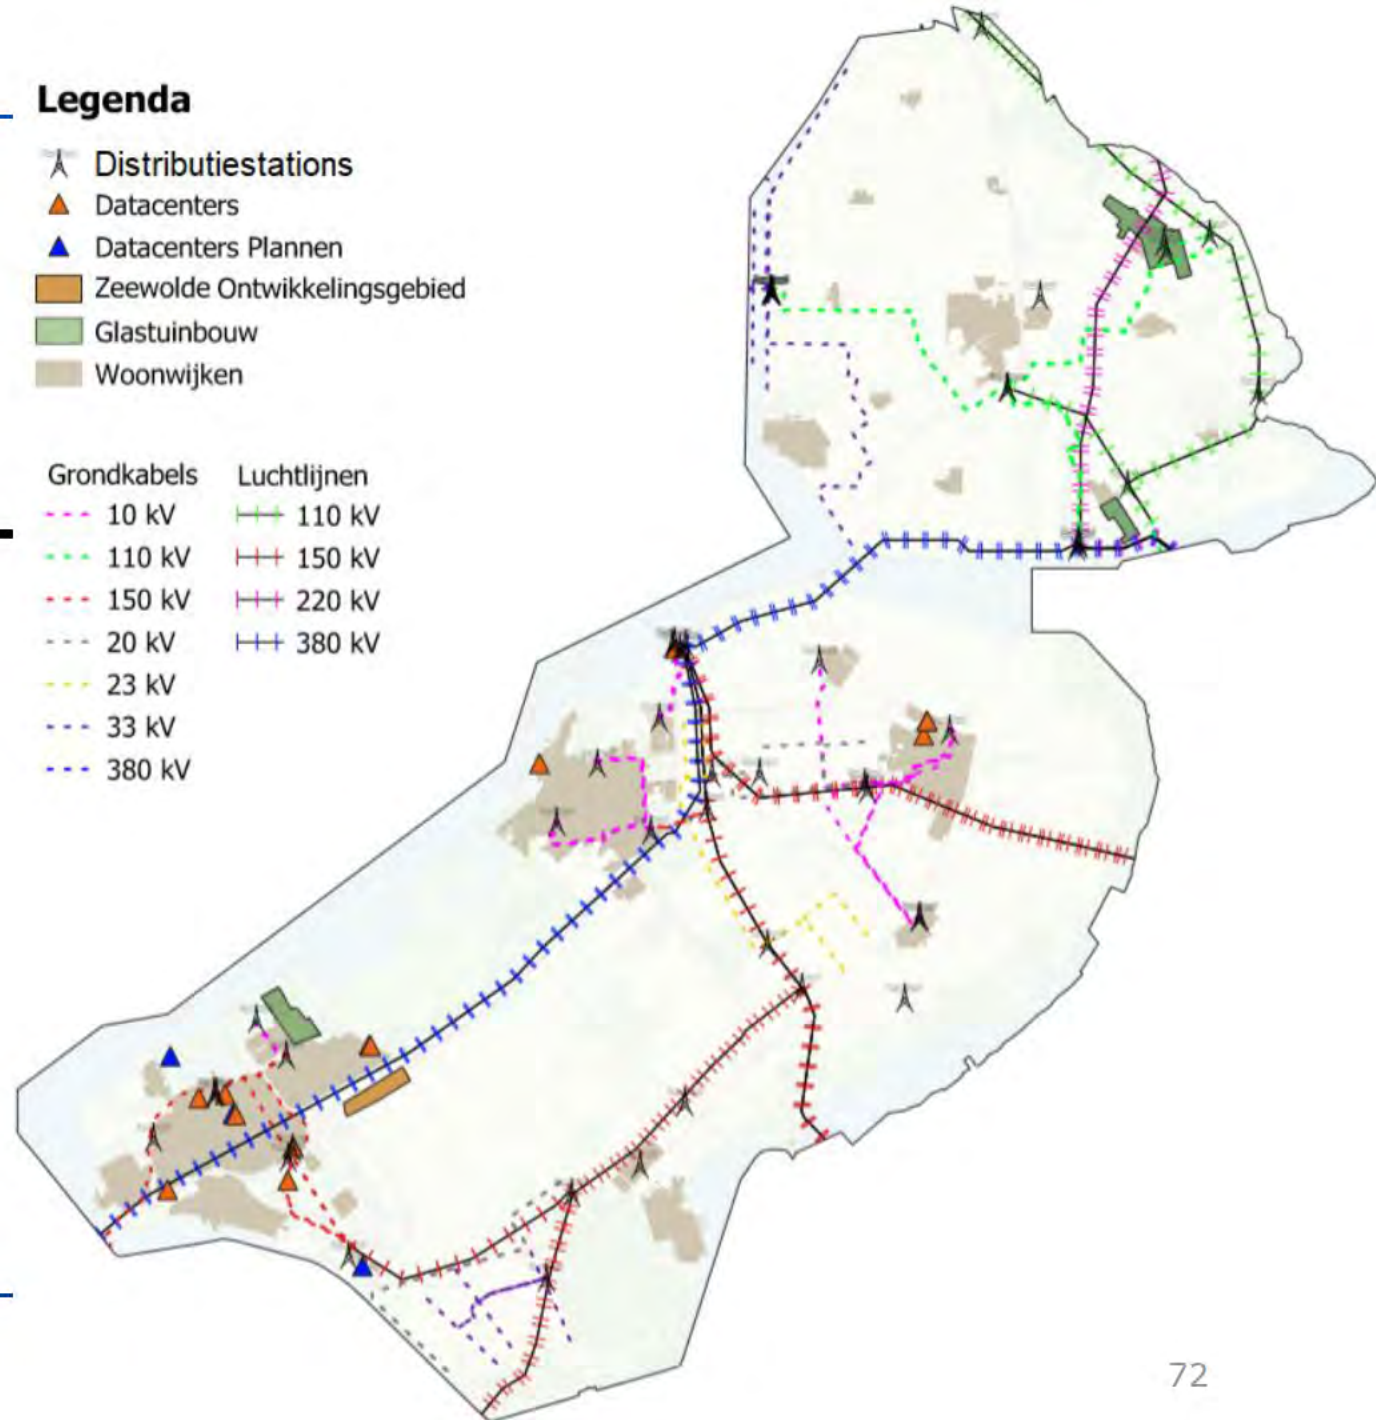 Legenda
Distributiestations
Datacenters
Datacenters Plannen
Zeewolde Ontwikkelingsgebied
Glastuinbouw
Woonwijken
Grondkabels
10 kV
110 kV
150 kV
20 kV
23 kV
33 kV
380 kV
Luchtlijnen
110 kV
150 kV
220 kV
380 kV
72